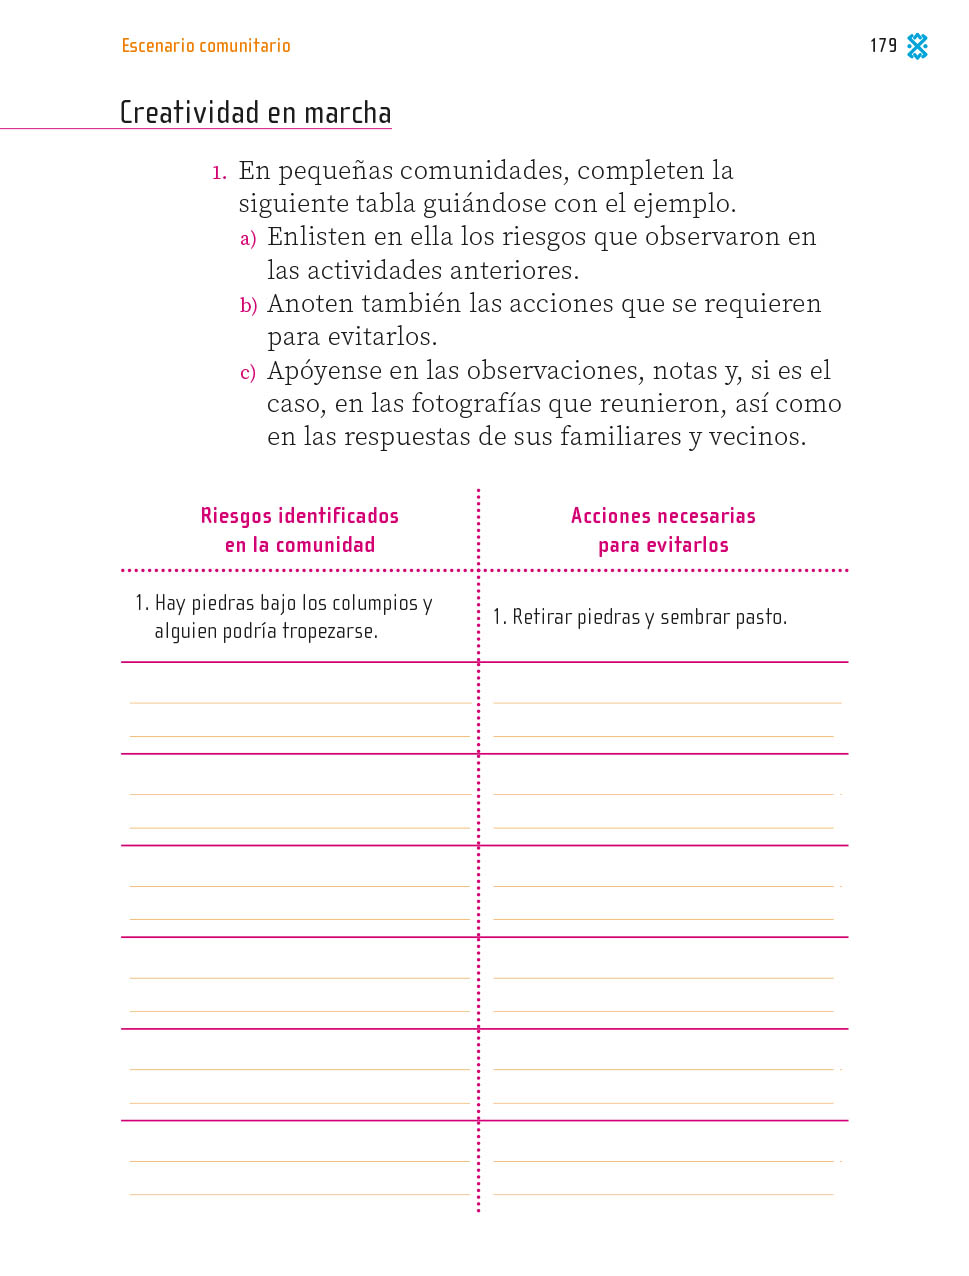 Escenario comunitario
179
Creatividad en marcha
1. En pequeñas comunidades, completen la
siguiente tabla guiándose con el ejemplo.
a) Enlisten en ella los riesgos que observaron en
las actividades anteriores.
b) Anoten también las acciones que se requieren
para evitarlos.
c) Apóyense en las observaciones, notas y, si es el
caso, en las fotografías que reunieron, así como
en las respuestas de sus familiares y vecinos.
Riesgos identificados
en la comunidad
Acciones necesarias
para evitarlos
1. Hay piedras bajo los columpios y
alguien podría tropezarse.
1. Retirar piedras y sembrar pasto.